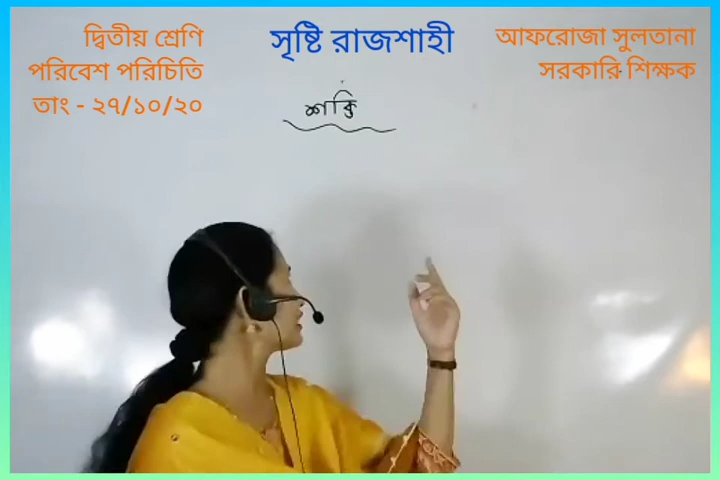 দ্বিতীয় শ্রেণি
পরিবেশ পরিচিতি
তাং - ২৭/১০/২০
সৃষ্টি রাজশাহী
আফরোজা সুলতানা
সরকারি শিক্ষক
শক্তি